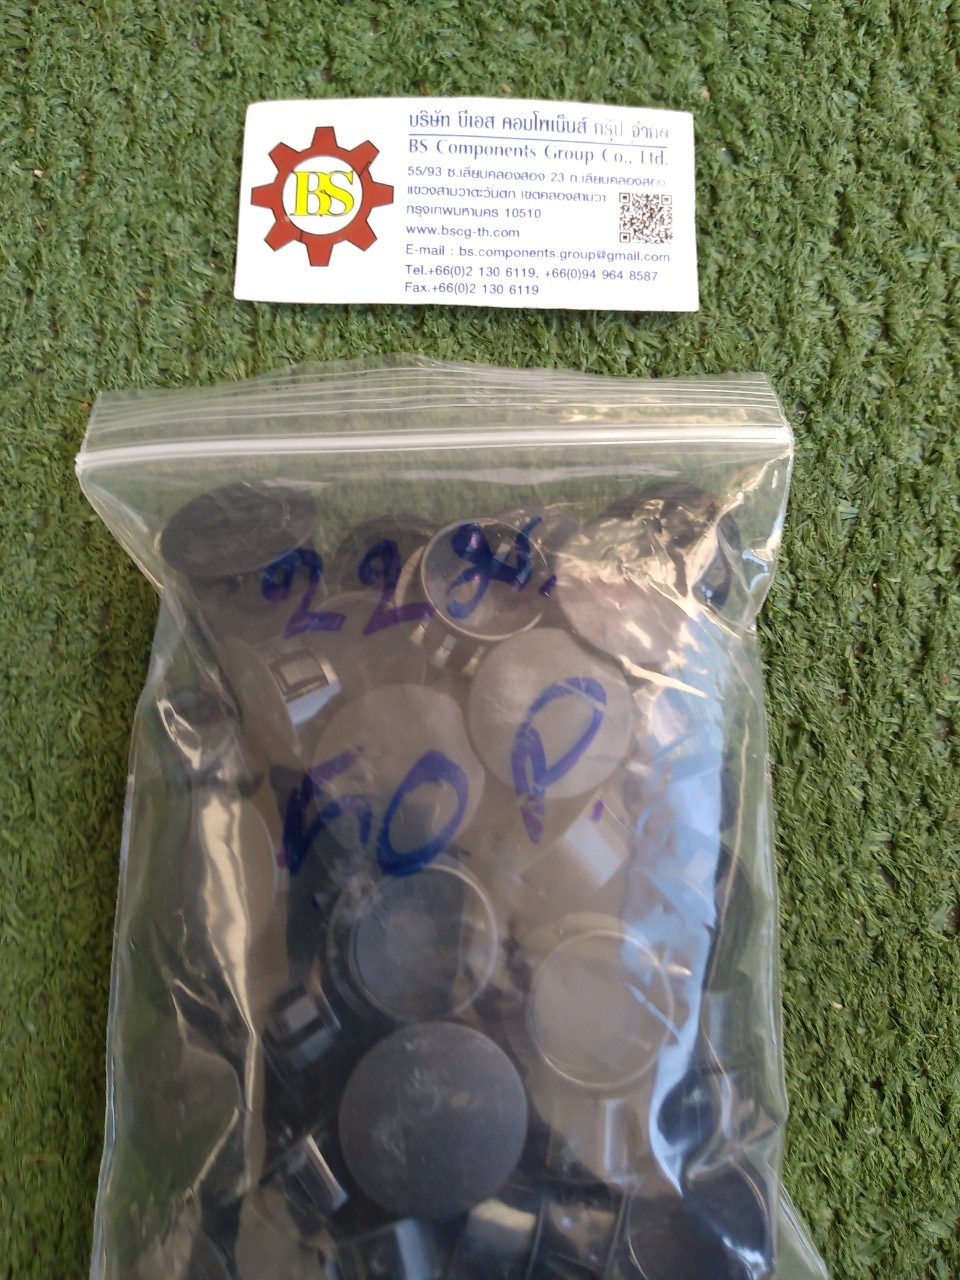 BS
บริษัท บีเอส คอมโพเน็นส์ กรุ๊ป จำกัด
BS Components Group Co., Ltd.
55/93 ซ.เลียบคลองสอง 23 ถ.เลียบคลองสอง
แขวงสามวาตะวันตก เขตคลองสามวา
กรุงเทพมหานคร 10510
www.bscg-th.com
E-mail : bs.components.group@gmail.com
Tel.+66(0)2 130 6119, +66(0)94 964 8587
Fax.+66(0)2 130 6119
22 มิ.
50 P.